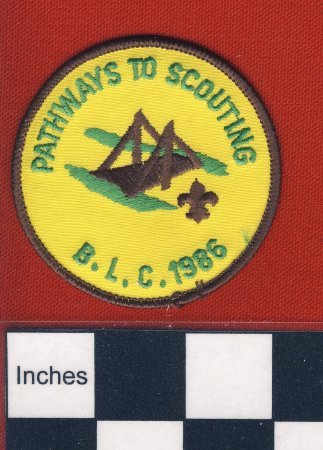 PATHWAYS TO SCOUTING
B.L.C.1986
Inches